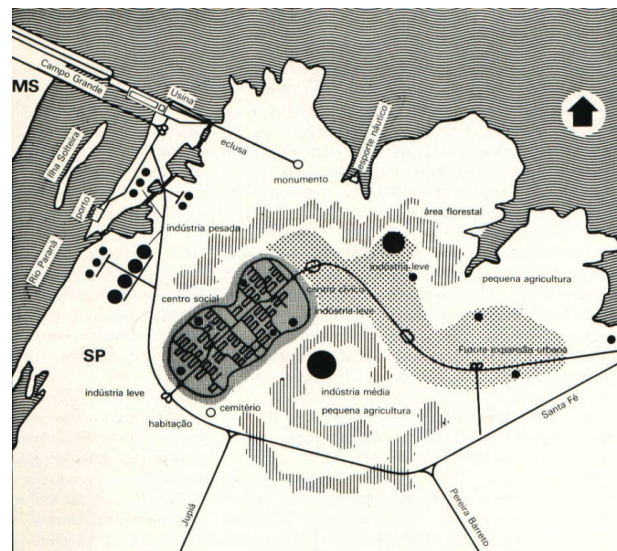 Campo Grande
MS
Usina
Ilha Solteira
eclusa
esporte náutico
monumento
porto
área florestal
indústria pesada
Rio Paraná
indústria leve
pequena agricultura
centro social
centro cívico
indústria leve
SP
Futura expansão urbana
indústria leve
indústria média
cemitério
pequena agricultura
habitação
Santa Fé
Jupiá
Pereira Barreto